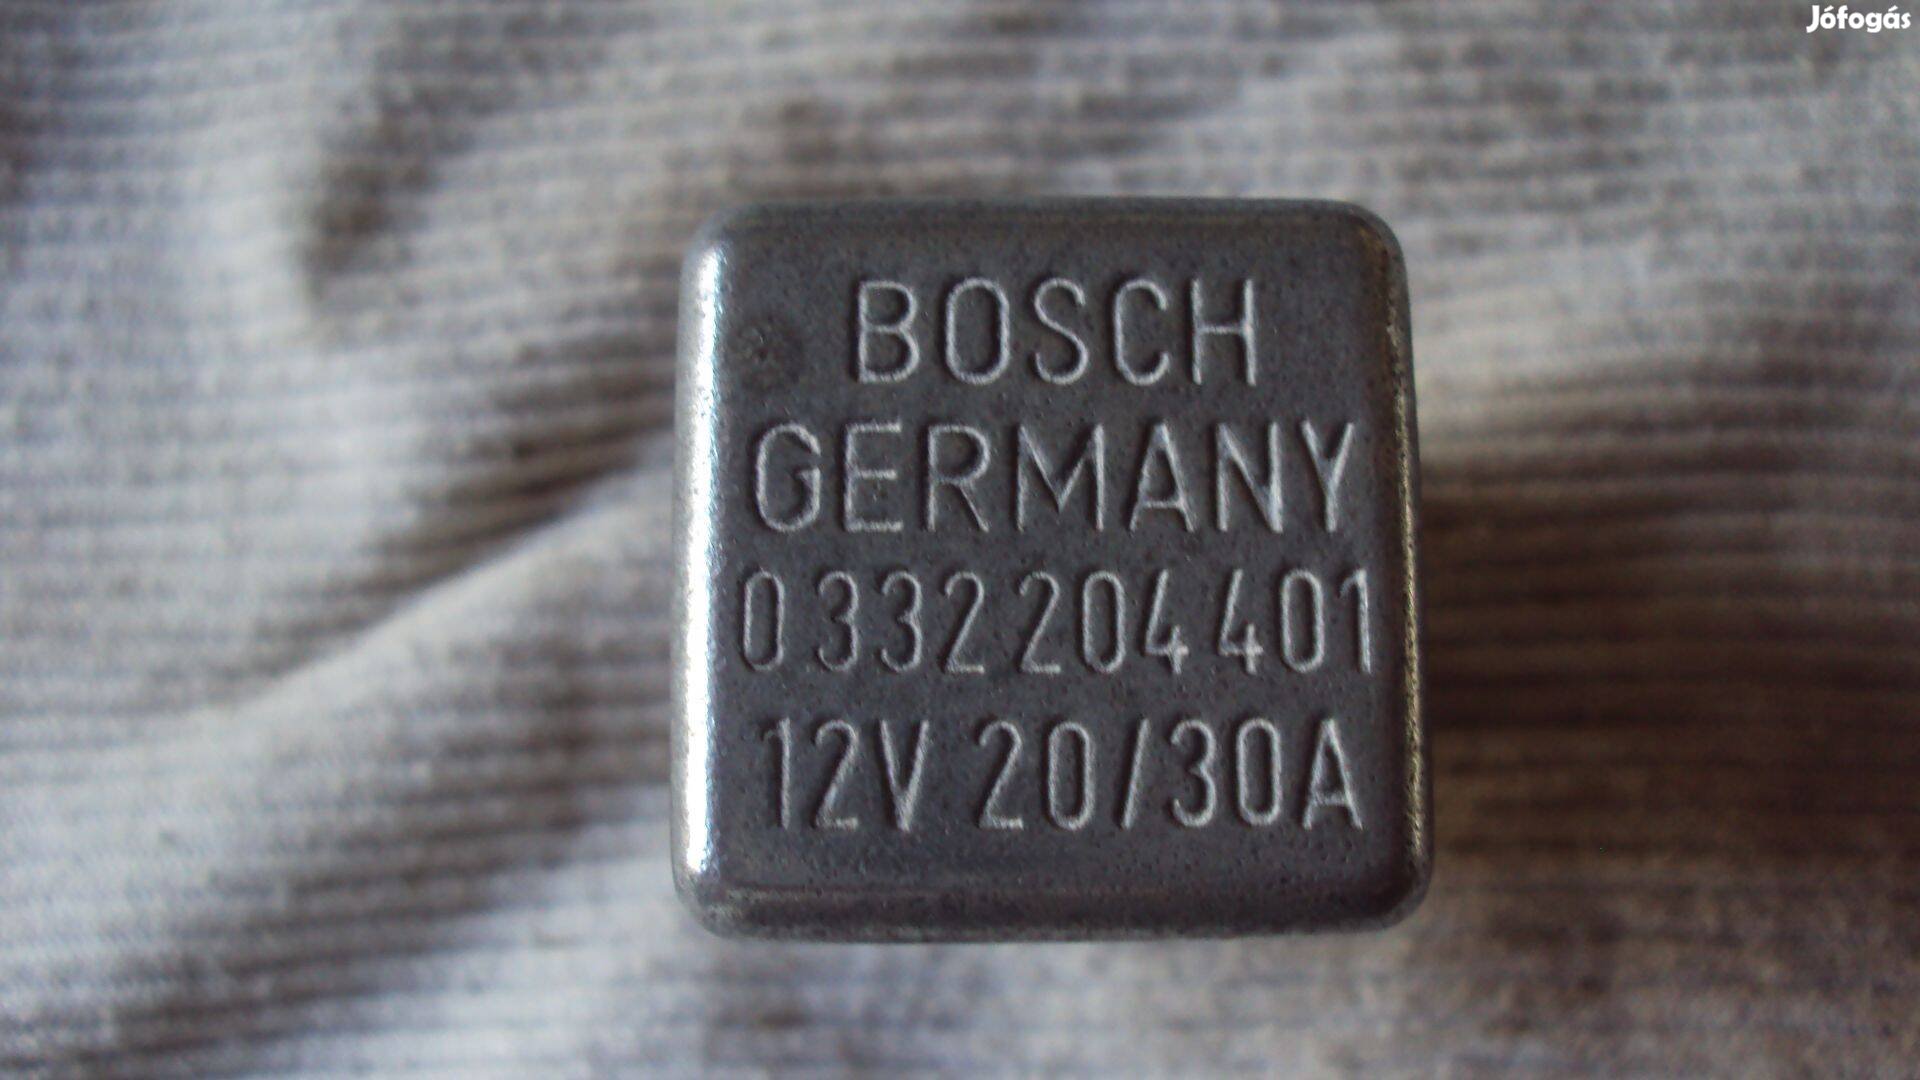 Jófogás
BOSCH
GERMANY
0 332 204 401
12V 20/30A